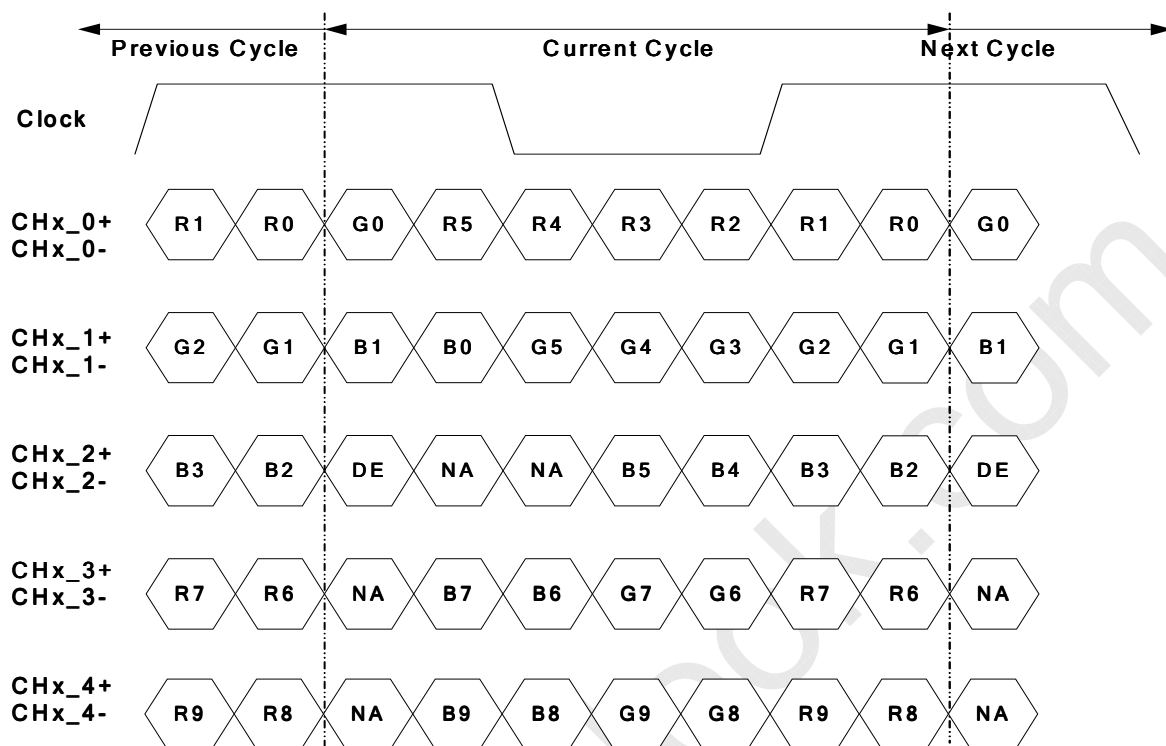 Previous Cycle Current Cycle Next Cycle
Clock
CHx_0+
CHx_0-
R1 R0 G0 R5 R4 R3 R2 R1 R0 G0
CHx_1+
CHx_1-
G2 G1 B1 B0 G5 G4 G3 G2 G1 B1
CHx_2+
CHx_2-
B3 B2 DE NA NA B5 B4 B3 B2 DE
CHx_3+
CHx_3-
R7 R6 NA B7 B6 G7 G6 R7 R6 NA
CHx_4+
CHx_4-
R9 R8 NA B9 B8 G9 G8 R9 R8 NA